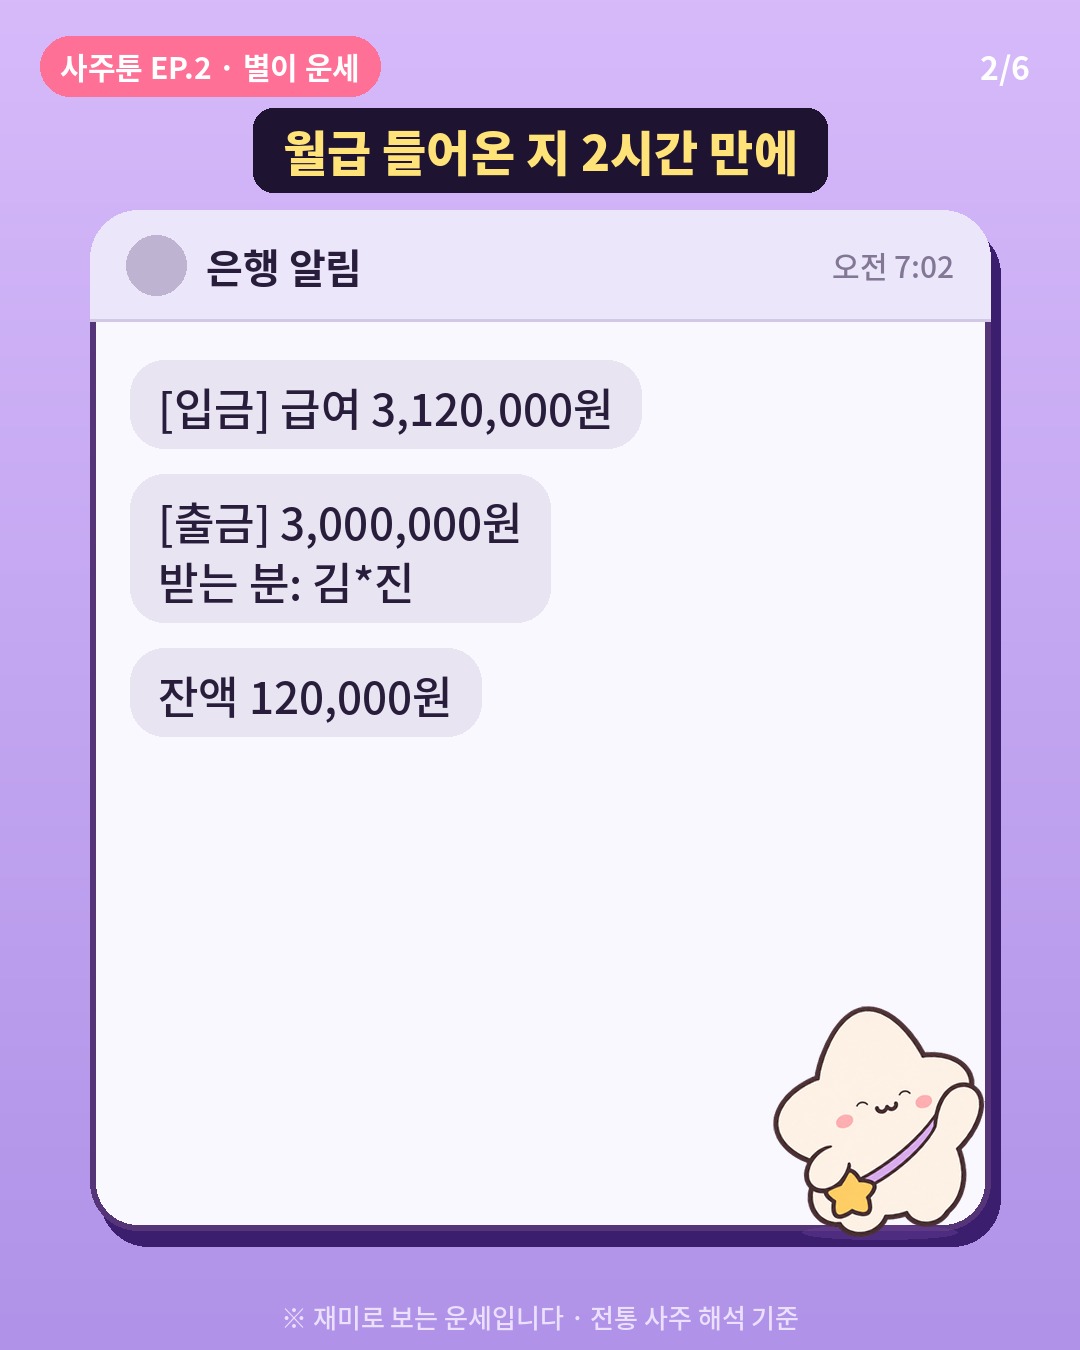 사주툰 EP.2 · 별이 운세
2/6
월급 들어온 지 2시간 만에
은행 알림
오전 7:02
[입금] 급여 3,120,000원
[출금] 3,000,000원
받는 분: 김*진
잔액 120,000원
※ 재미로 보는 운세입니다 · 전통 사주 해석 기준